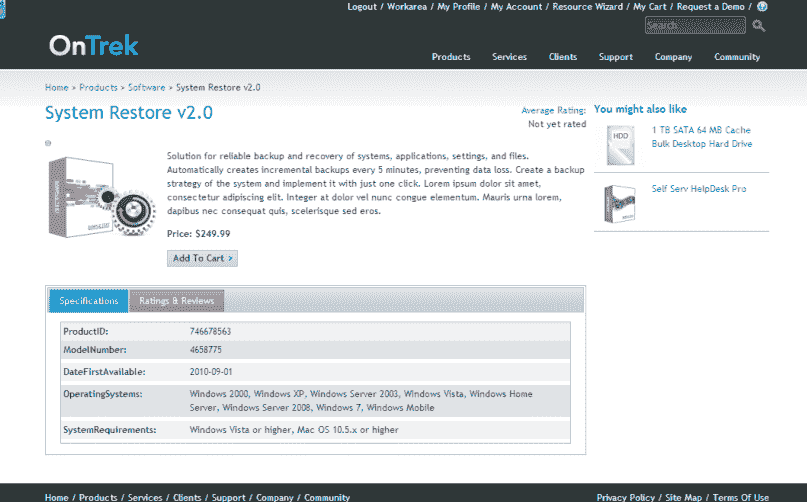 Logout / Workarea / My Profile / My Account / Resource Wizard / My Cart / Request a Demo /
Search
OnTrek
Products Services Clients Support Company Community
Home > Products > Software > System Restore v2.0
System Restore v2.0
Average Rating:
Not yet rated
Solution for reliable backup and recovery of systems, applications, settings, and files.
Automatically creates incremental backups every 5 minutes, preventing data loss. Create a backup
strategy of the system and implement it with just one click. Lorem ipsum dolor sit amet,
consectetur adipiscing elit. Integer at dolor vel nunc congue elementum. Mauris urna lorem,
dapibus nec consequat quis, scelerisque sed eros.
Price: $249.99
Add To Cart >
You might also like
HDD
1 TB SATA 64 MB Cache
Bulk Desktop Hard Drive
Self Serv HelpDesk Pro
Specifications Ratings & Reviews
ProductID: 746678563
ModelNumber: 4658775
DateFirstAvailable: 2010-09-01
OperatingSystems: Windows 2000, Windows XP, Windows Server 2003, Windows Vista, Windows Home
Server, Windows Server 2008, Windows 7, Windows Mobile
SystemRequirements: Windows Vista or higher, Mac OS 10.5.x or higher
Home / Products / Services / Clients / Support / Company / Community
Privacy Policy / Site Map / Terms Of Use